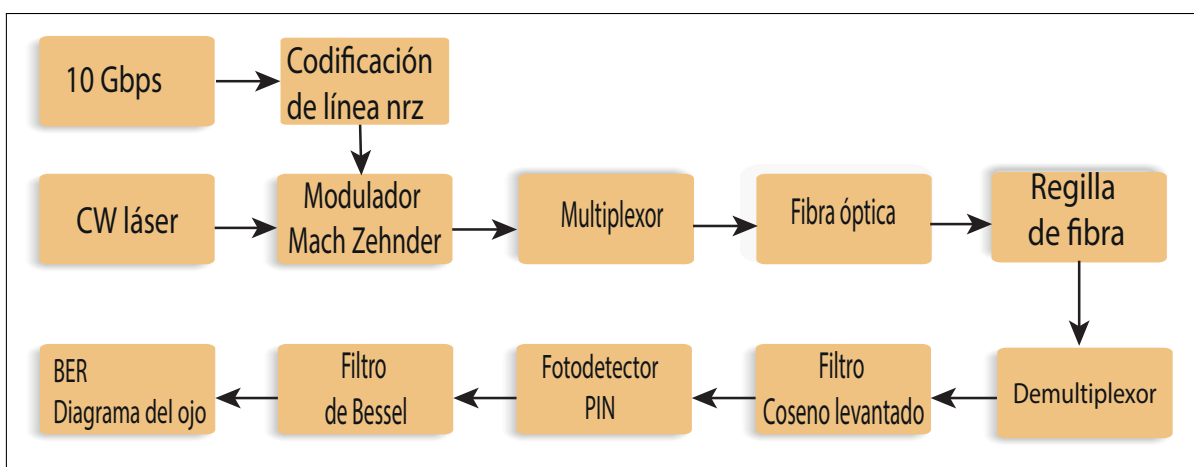 10 Gbps
Codificación
de línea nrz
CW láser
Modulador
Mach Zehnder
Multiplexor
Fibra óptica
Regilla
de fibra
BER
Diagrama del ojo
Filtro
de Bessel
Fotodetector
PIN
Filtro
Coseno levantado
Demultiplexor